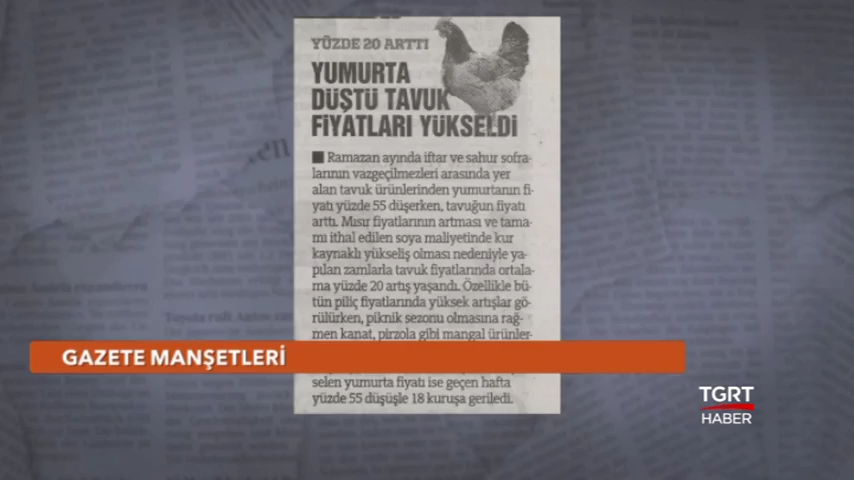 YÜZDE 20 ARTTI
YUMURTA
DÜŞTÜ TAVUK
FİYATLARI YÜKSELDİ
Ramazan ayında iftar ve sahur sofra-
larının vazgeçilmezleri arasında yer
alan tavuk ürünlerinden yumurtanın fi-
yatı yüzde 55 düşerken, tavuğun fiyatı
arttı. Mısır fiyatlarının artması ve tama-
mı ithal edilen soya maliyetinde kur
kaynaklı yükseliş olması nedeniyle ya-
pılan zamlarla tavuk fiyatlarında ortala-
ma yüzde 20 artış yaşandı. Özellikle bü-
tün piliç fiyatlarında yüksek artışlar gö-
rülürken, piknik sezonu olmasına rağ-
men kanat, pirzola gibi mangal ürünler-
GAZETE MANŞETLERİ
selen yumurta fiyatı ise geçen hafta
yüzde 55 düşüşle 18 kuruşa geriledi.
TGRT
HABER